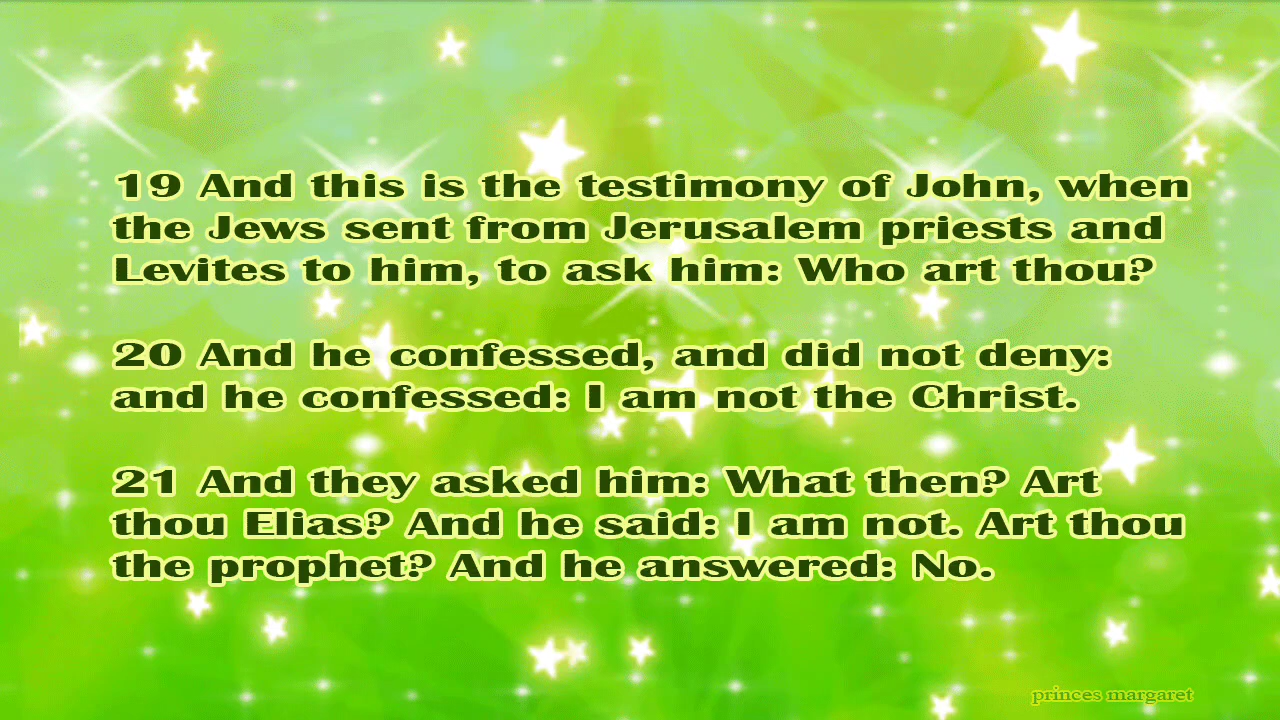 19 And this is the testimony of John, when
the Jews sent from Jerusalem priests and
Levites to him, to ask him: Who art thou?
20 And he confessed, and did not deny:
and he confessed: I am not the Christ.
21 And they asked him: What then? Art
thou Elias? And he said: I am not. Art thou
the prophet? And he answered: No.
princes margaret